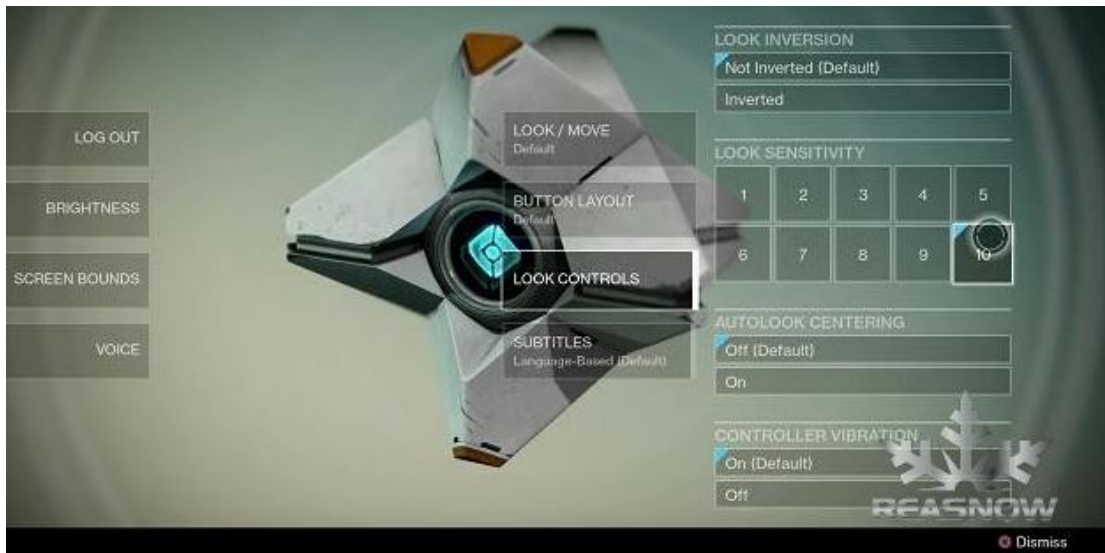 LOG OUT
BRIGHTNESS
SCREEN BOUNDS
VOICE
LOOK / MOVE
Default
BUTTON LAYOUT
Default
LOOK CONTROLS
SUBTITLES
Language-Based (Default)
LOOK INVERSION
Not Inverted (Default)
Inverted
LOOK SENSITIVITY
1 2 3 4 5
6 7 8 9 10
AUTOLOOK CENTERING
Off (Default)
On
CONTROLLER VIBRATION
On (Default)
Off
REASNOW
Dismiss